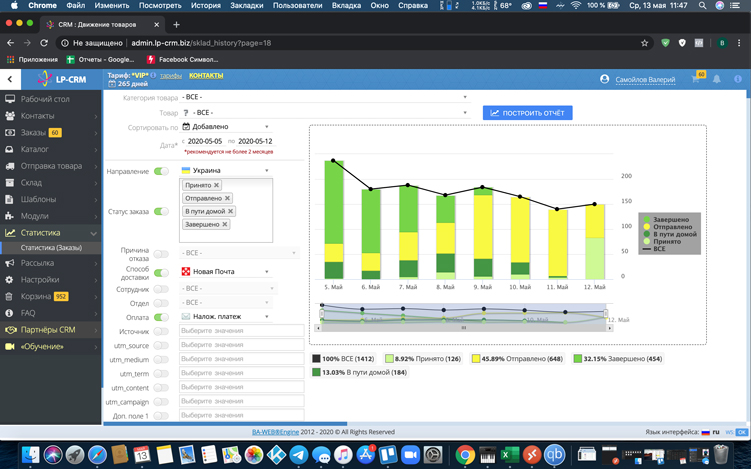 Chrome Файл Изменить Посмотреть История Закладки Пользователи Вкладка Окно Справка 68° 100 % Ср, 13 мая 11:47
CRM : Движение товаров
Не защищено | admin.lp-crm.biz/sklad_history?page=18
Приложения Отчеты - Google... Facebook Символ...
LP-CRM
Тариф: *VIP* тарифы КОНТАКТЫ
265 дней
Самойлов Валерий 60
Рабочий стол
Контакты
Заказы 60
Каталог
Отправка товара
Склад
Шаблоны
Модули
Статистика
Статистика (Заказы)
Рассылка
Настройки
Корзина 952
FAQ
Партнёры CRM
«Обучение»
Категория товара - ВСЕ -
Товар ? - ВСЕ -
ПОСТРОИТЬ ОТЧЁТ
Сортировать по Добавлено
Дата* с 2020-05-05 по 2020-05-12
*рекомендуется не более 2 месяцев
Направление Украина
Статус заказа
Принято
Отправлено
В пути домой
Завершено
Причина отказа - ВСЕ -
Способ доставки Новая Почта
Сотрудник - ВСЕ -
Отдел - ВСЕ -
Оплата Налож. платеж
Источник Выберите значения
utm_source Выберите значения
utm_medium Выберите значения
utm_term Выберите значения
utm_content Выберите значения
utm_campaign Выберите значения
Доп. поле 1 Выберите значения
200
150
100
50
0
5. Май 6. Май 7. Май 8. Май 9. Май 10. Май 11. Май 12. Май
Завершено
Отправлено
В пути домой
Принято
ВСЕ
12. Май
100% ВСЕ (1412) 8.92% Принято (126) 45.89% Отправлено (648) 32.15% Завершено (454)
13.03% В пути домой (184)
BA-WEB®Engine 2012 - 2020 © All Rights Reserved
Язык интерфейса: ru WS OK